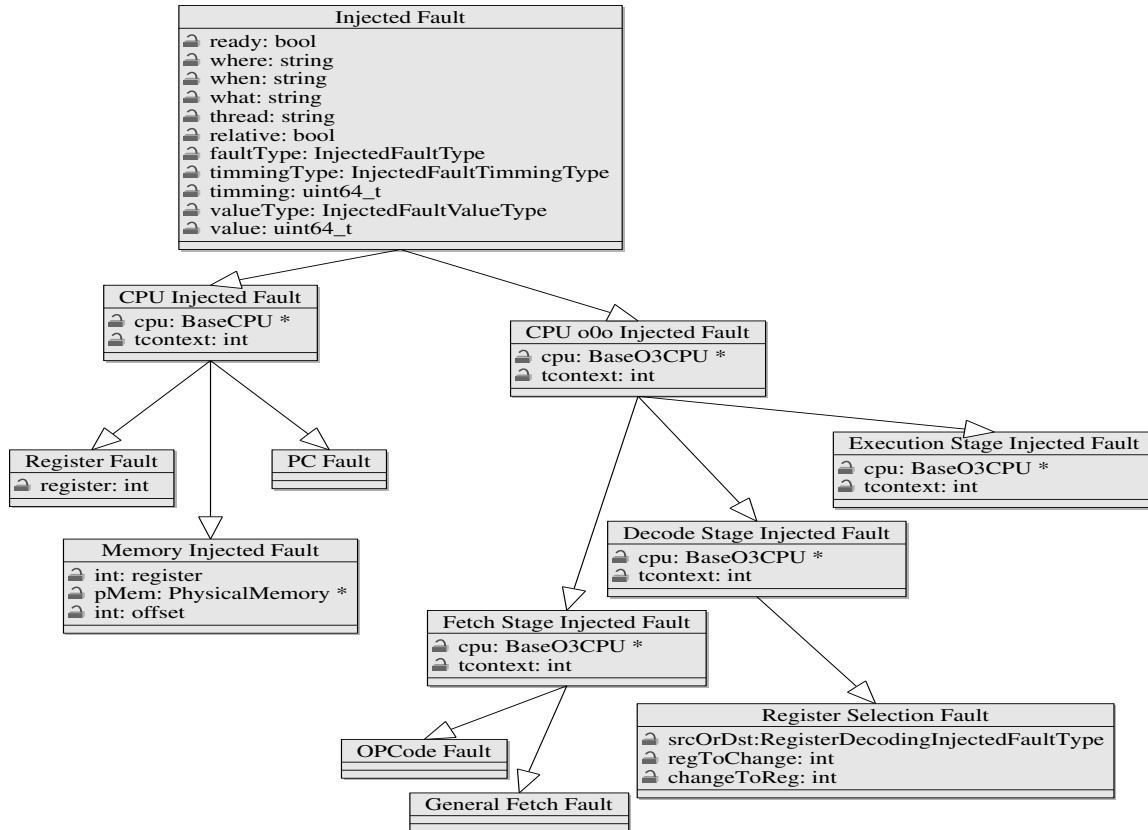 Injected Fault
ready: bool
where: string
when: string
what: string
thread: string
relative: bool
faultType: InjectedFaultType
timmingType: InjectedFaultTimmingType
timming: uint64_t
valueType: InjectedFaultValueType
value: uint64_t
CPU Injected Fault
cpu: BaseCPU *
tcontext: int
CPU o0o Injected Fault
cpu: BaseO3CPU *
tcontext: int
Register Fault
register: int
PC Fault
Execution Stage Injected Fault
cpu: BaseO3CPU *
tcontext: int
Memory Injected Fault
int: register
pMem: PhysicalMemory *
int: offset
Decode Stage Injected Fault
cpu: BaseO3CPU *
tcontext: int
Fetch Stage Injected Fault
cpu: BaseO3CPU *
tcontext: int
Register Selection Fault
srcOrDst:RegisterDecodingInjectedFaultType
regToChange: int
changeToReg: int
OPCode Fault
General Fetch Fault